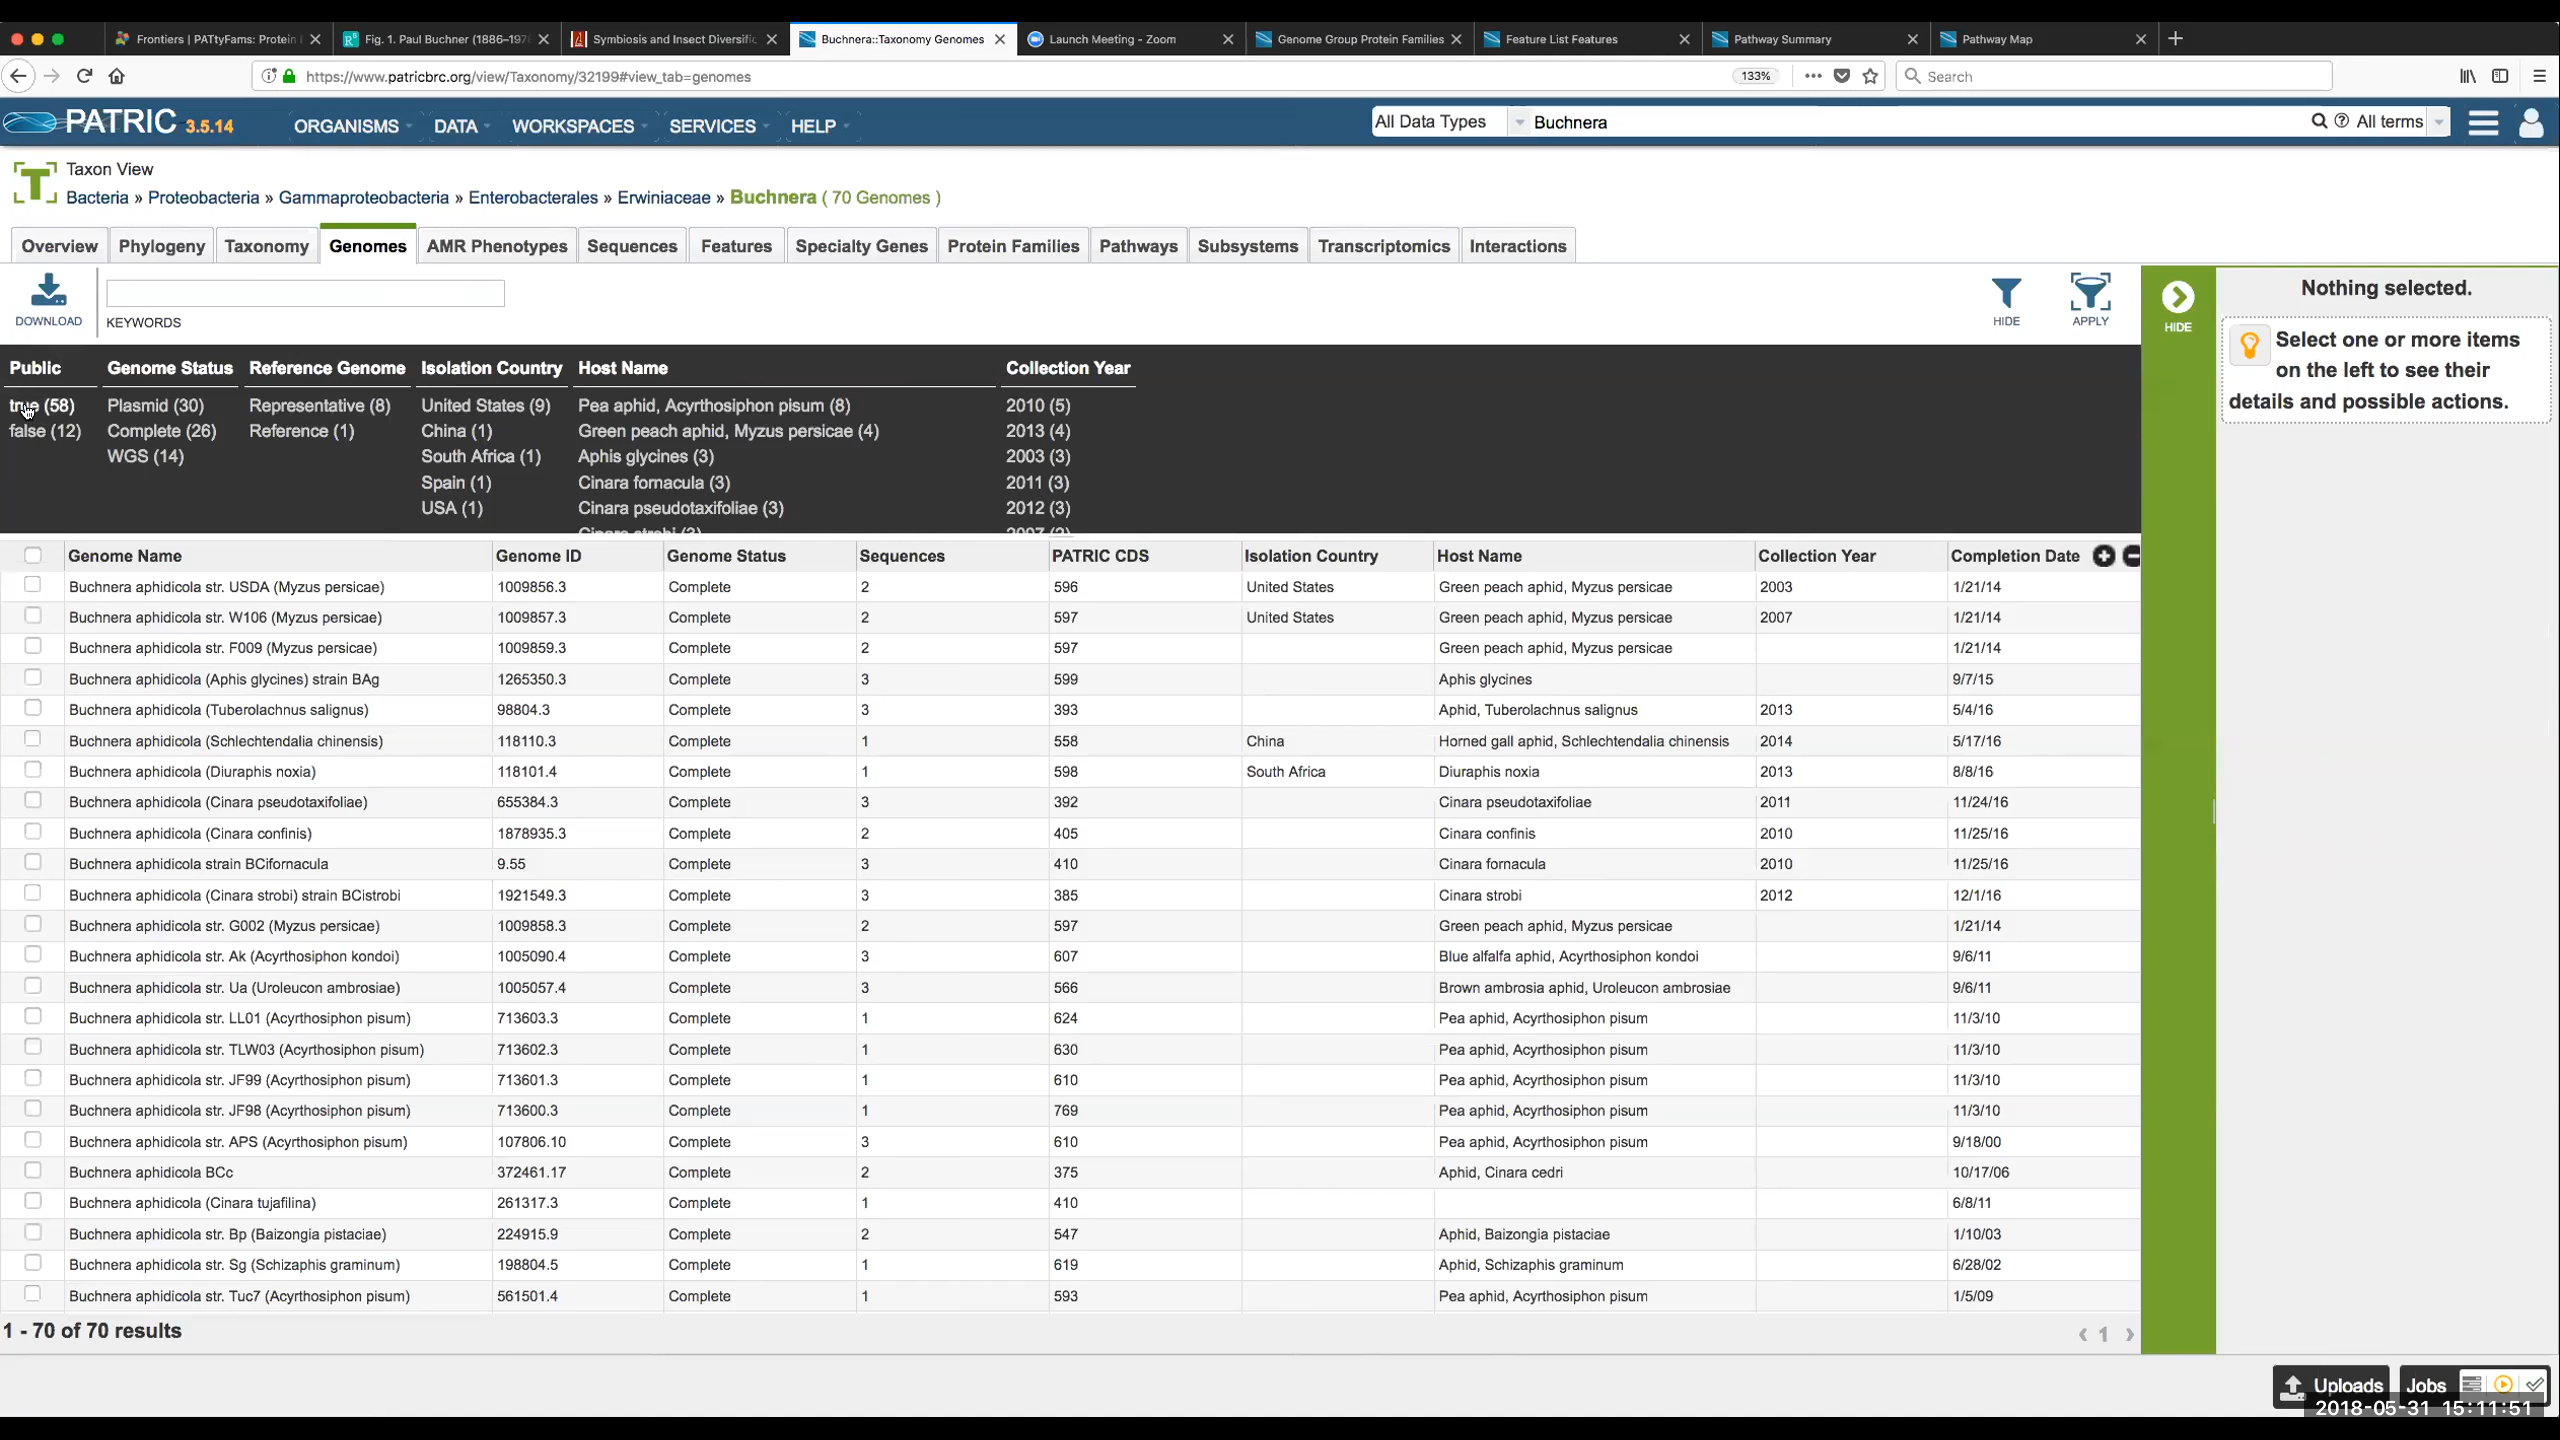 Frontiers | PATtyFams: Protein
Fig. 1. Paul Buchner (1886–197
Symbiosis and Insect Diversific
Buchnera::Taxonomy Genomes
Launch Meeting - Zoom
Genome Group Protein Families
Feature List Features
Pathway Summary
Pathway Map
https://www.patricbrc.org/view/Taxonomy/32199#view_tab=genomes
133%
Search
PATRIC 3.5.14
ORGANISMS DATA WORKSPACES SERVICES HELP
All Data Types Buchnera All terms
Taxon View
Bacteria » Proteobacteria » Gammaproteobacteria » Enterobacterales » Erwiniaceae » Buchnera ( 70 Genomes )
Overview Phylogeny Taxonomy Genomes AMR Phenotypes Sequences Features Specialty Genes Protein Families Pathways Subsystems Transcriptomics Interactions
DOWNLOAD KEYWORDS HIDE APPLY HIDE
Nothing selected.
Select one or more items
on the left to see their
details and possible actions.
Public Genome Status Reference Genome Isolation Country Host Name Collection Year
true (58) Plasmid (30) Representative (8) United States (9) Pea aphid, Acyrthosiphon pisum (8) 2010 (5)
false (12) Complete (26) Reference (1) China (1) Green peach aphid, Myzus persicae (4) 2013 (4)
WGS (14) South Africa (1) Aphis glycines (3) 2003 (3)
Spain (1) Cinara fornacula (3) 2011 (3)
USA (1) Cinara pseudotaxifoliae (3) 2012 (3)
Cinara strobi (3)
Genome Name Genome ID Genome Status Sequences PATRIC CDS Isolation Country Host Name Collection Year Completion Date
Buchnera aphidicola str. USDA (Myzus persicae) 1009856.3 Complete 2 596 United States Green peach aphid, Myzus persicae 2003 1/21/14
Buchnera aphidicola str. W106 (Myzus persicae) 1009857.3 Complete 2 597 United States Green peach aphid, Myzus persicae 2007 1/21/14
Buchnera aphidicola str. F009 (Myzus persicae) 1009859.3 Complete 2 597 Green peach aphid, Myzus persicae 1/21/14
Buchnera aphidicola (Aphis glycines) strain BAg 1265350.3 Complete 3 599 Aphis glycines 9/7/15
Buchnera aphidicola (Tuberolachnus salignus) 98804.3 Complete 3 393 Aphid, Tuberolachnus salignus 2013 5/4/16
Buchnera aphidicola (Schlechtendalia chinensis) 118110.3 Complete 1 558 China Horned gall aphid, Schlechtendalia chinensis 2014 5/17/16
Buchnera aphidicola (Diuraphis noxia) 118101.4 Complete 1 598 South Africa Diuraphis noxia 2013 8/8/16
Buchnera aphidicola (Cinara pseudotaxifoliae) 655384.3 Complete 3 392 Cinara pseudotaxifoliae 2011 11/24/16
Buchnera aphidicola (Cinara confinis) 1878935.3 Complete 2 405 Cinara confinis 2010 11/25/16
Buchnera aphidicola strain BCifornacula 9.55 Complete 3 410 Cinara fornacula 2010 11/25/16
Buchnera aphidicola (Cinara strobi) strain BCistrobi 1921549.3 Complete 3 385 Cinara strobi 2012 12/1/16
Buchnera aphidicola str. G002 (Myzus persicae) 1009858.3 Complete 2 597 Green peach aphid, Myzus persicae 1/21/14
Buchnera aphidicola str. Ak (Acyrthosiphon kondoi) 1005090.4 Complete 3 607 Blue alfalfa aphid, Acyrthosiphon kondoi 9/6/11
Buchnera aphidicola str. Ua (Uroleucon ambrosiae) 1005057.4 Complete 3 566 Brown ambrosia aphid, Uroleucon ambrosiae 9/6/11
Buchnera aphidicola str. LL01 (Acyrthosiphon pisum) 713603.3 Complete 1 624 Pea aphid, Acyrthosiphon pisum 11/3/10
Buchnera aphidicola str. TLW03 (Acyrthosiphon pisum) 713602.3 Complete 1 630 Pea aphid, Acyrthosiphon pisum 11/3/10
Buchnera aphidicola str. JF99 (Acyrthosiphon pisum) 713601.3 Complete 1 610 Pea aphid, Acyrthosiphon pisum 11/3/10
Buchnera aphidicola str. JF98 (Acyrthosiphon pisum) 713600.3 Complete 1 769 Pea aphid, Acyrthosiphon pisum 11/3/10
Buchnera aphidicola str. APS (Acyrthosiphon pisum) 107806.10 Complete 3 610 Pea aphid, Acyrthosiphon pisum 9/18/00
Buchnera aphidicola BCc 372461.17 Complete 2 375 Aphid, Cinara cedri 10/17/06
Buchnera aphidicola (Cinara tujafilina) 261317.3 Complete 1 410 6/8/11
Buchnera aphidicola str. Bp (Baizongia pistaciae) 224915.9 Complete 2 547 Aphid, Baizongia pistaciae 1/10/03
Buchnera aphidicola str. Sg (Schizaphis graminum) 198804.5 Complete 1 619 Aphid, Schizaphis graminum 6/28/02
Buchnera aphidicola str. Tuc7 (Acyrthosiphon pisum) 561501.4 Complete 1 593 Pea aphid, Acyrthosiphon pisum 1/5/09
1 - 70 of 70 results
1
Uploads Jobs
2018-05-31 15:11:51